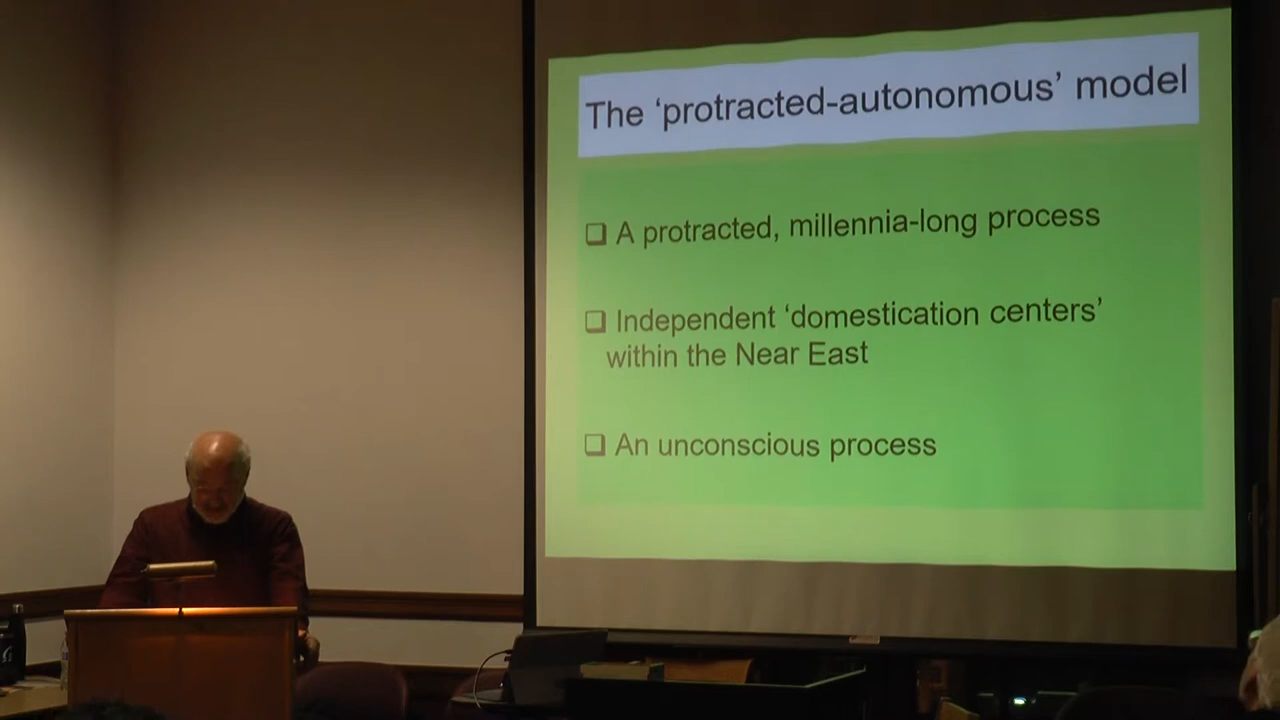 The ‘protracted-autonomous’ model
❑ A protracted, millennia-long process
❑ Independent ‘domestication centers’
within the Near East
❑ An unconscious process